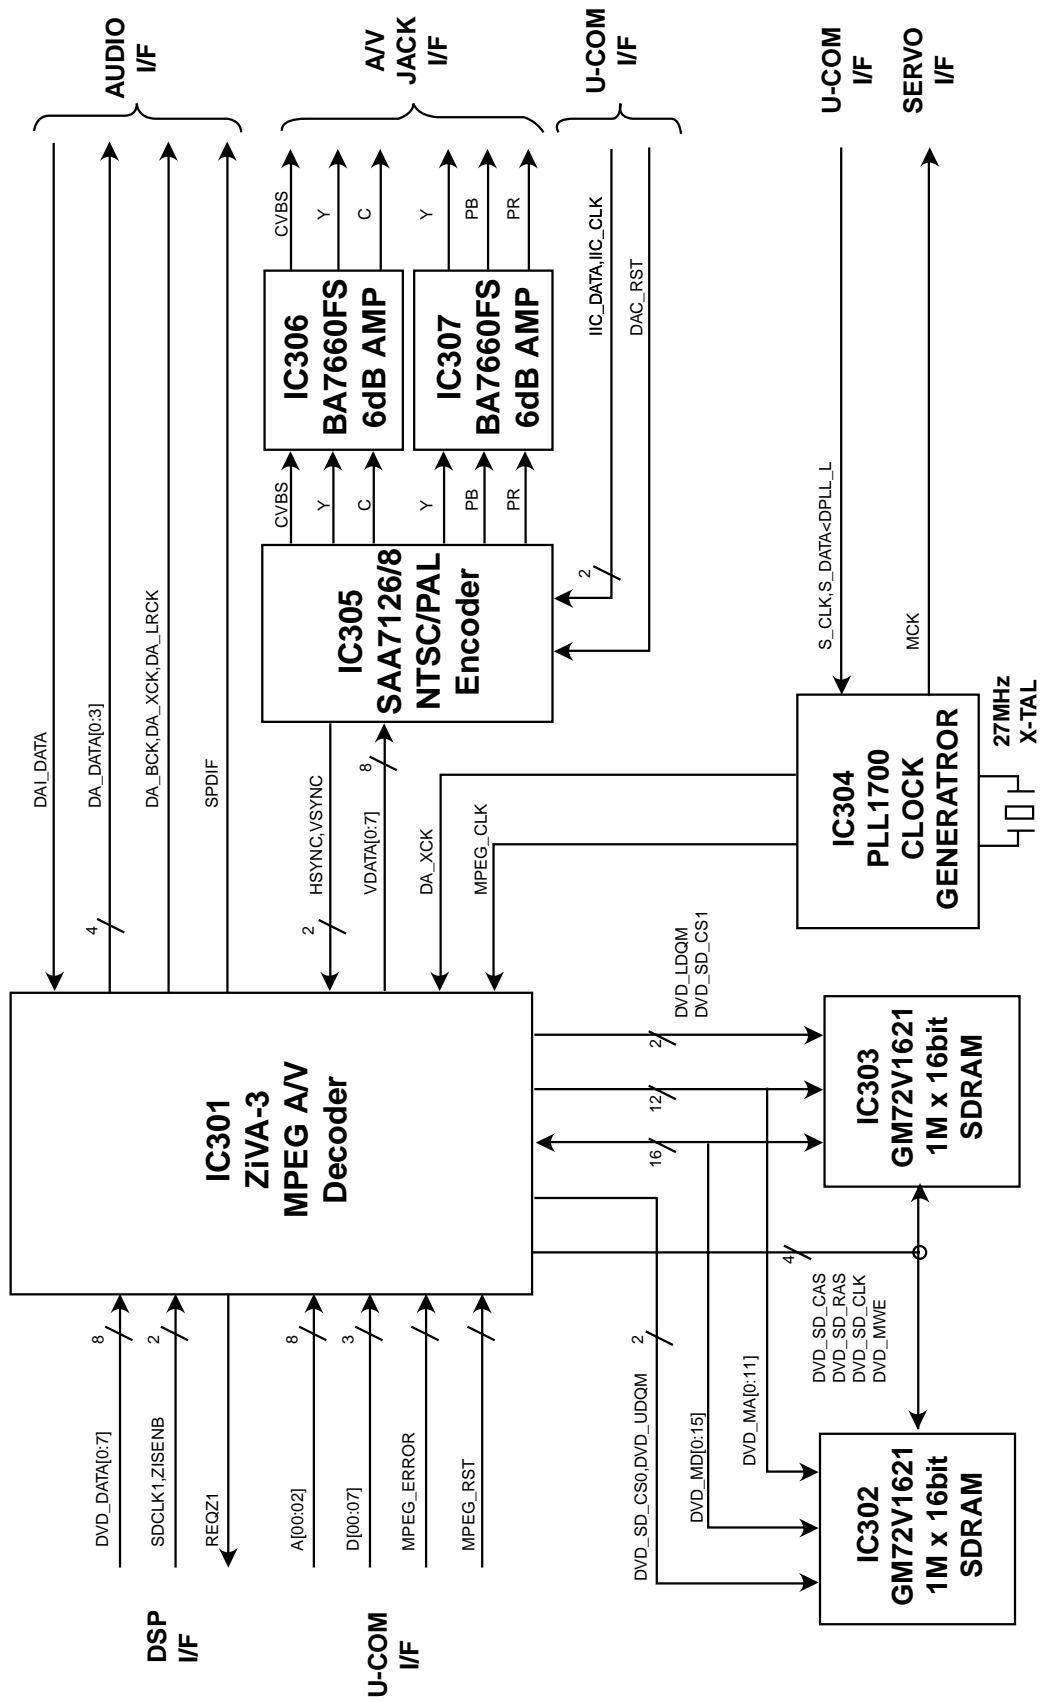 DSP
I/F
DVD_DATA[0:7]
8
SDCLK1,ZISENB
2
REQZ1
U-COM
I/F
A[00:02]
8
D[00:07]
3
MPEG_ERROR
MPEG_RST
IC301
ZiVA-3
MPEG A/V
Decoder
DAI_DATA
4
DA_DATA[0:3]
DA_BCK,DA_XCK,DA_LRCK
SPDIF
AUDIO
I/F
2
HSYNC,VSYNC
VDATA[0:7]
8
DA_XCK
MPEG_CLK
IC305
SAA7126/8
NTSC/PAL
Encoder
CVBS
Y
C
Y
PB
PR
IC306
BA7660FS
6dB AMP
IC307
BA7660FS
6dB AMP
CVBS
Y
C
Y
PB
PR
A/V
JACK
I/F
2
IIC_DATA,IIC_CLK
DAC_RST
U-COM
I/F
IC304
PLL1700
CLOCK
GENERATROR
27MHz
X-TAL
S_CLK,S_DATA<DPLL_L
MCK
U-COM
I/F
SERVO
I/F
2
DVD_LDQM
DVD_SD_CS1
12
16
IC303
GM72V1621
1M x 16bit
SDRAM
4
DVD_SD_CAS
DVD_SD_RAS
DVD_SD_CLK
DVD_MWE
2
DVD_SD_CS0,DVD_UDQM
DVD_MD[0:15]
DVD_MA[0:11]
IC302
GM72V1621
1M x 16bit
SDRAM